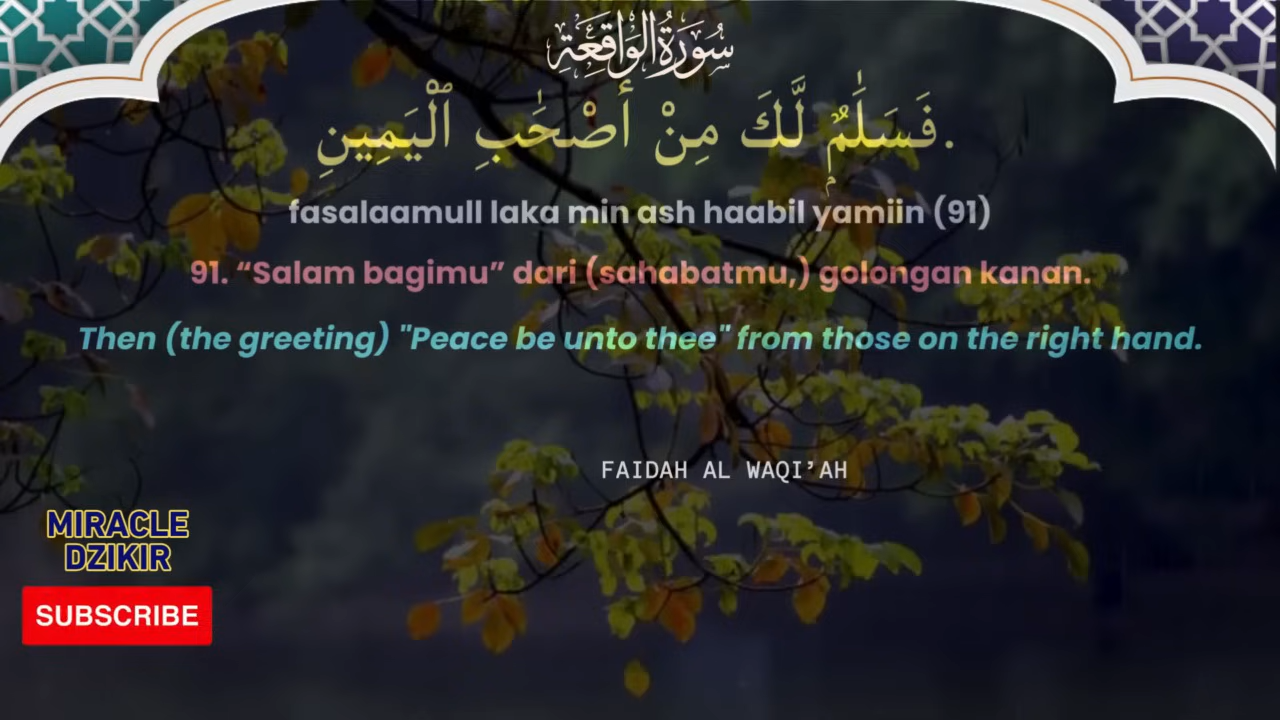 سُورَةُ الْوَاقِعَةِ
فَسَلَٰمٌۭ لَّكَ مِنْ أَصْحَٰبِ ٱلْيَمِينِ.
fasalaamull laka min ash haabil yamiin (91)
91. “Salam bagimu” dari (sahabatmu,) golongan kanan.
Then (the greeting) "Peace be unto thee" from those on the right hand.
FAIDAH AL WAQI’AH
MIRACLE
DZIKIR
SUBSCRIBE